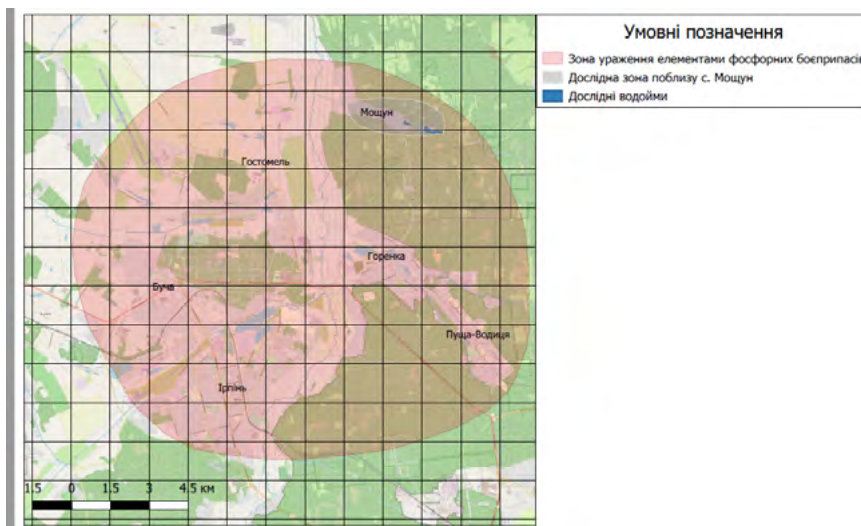 Умовні позначення
Зона ураження елементами фосфорних боєприпасів
Дослідна зона поблизу с. Мощун
Дослідні водойми
Мощун
Гостомель
Горенка
Буча
Пуща-Водиця
Ірпінь
1.5 0 1.5 3 4.5 км